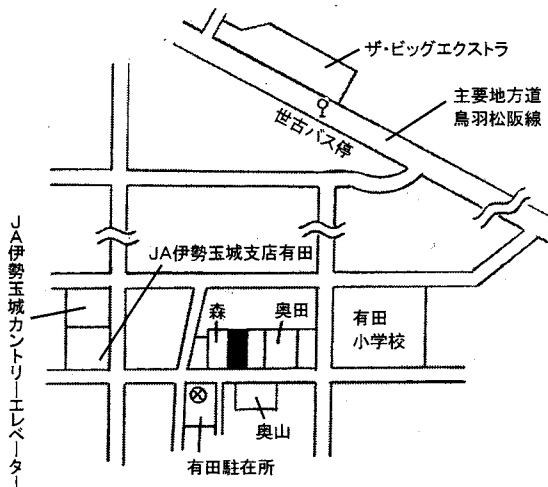 ザ・ビッグエクストラ
主要地方道
鳥羽松阪線
世古バス停
JA伊勢玉城カントリーエレベーター
JA伊勢玉城支店有田
森
奥田
有田
小学校
奥山
有田駐在所